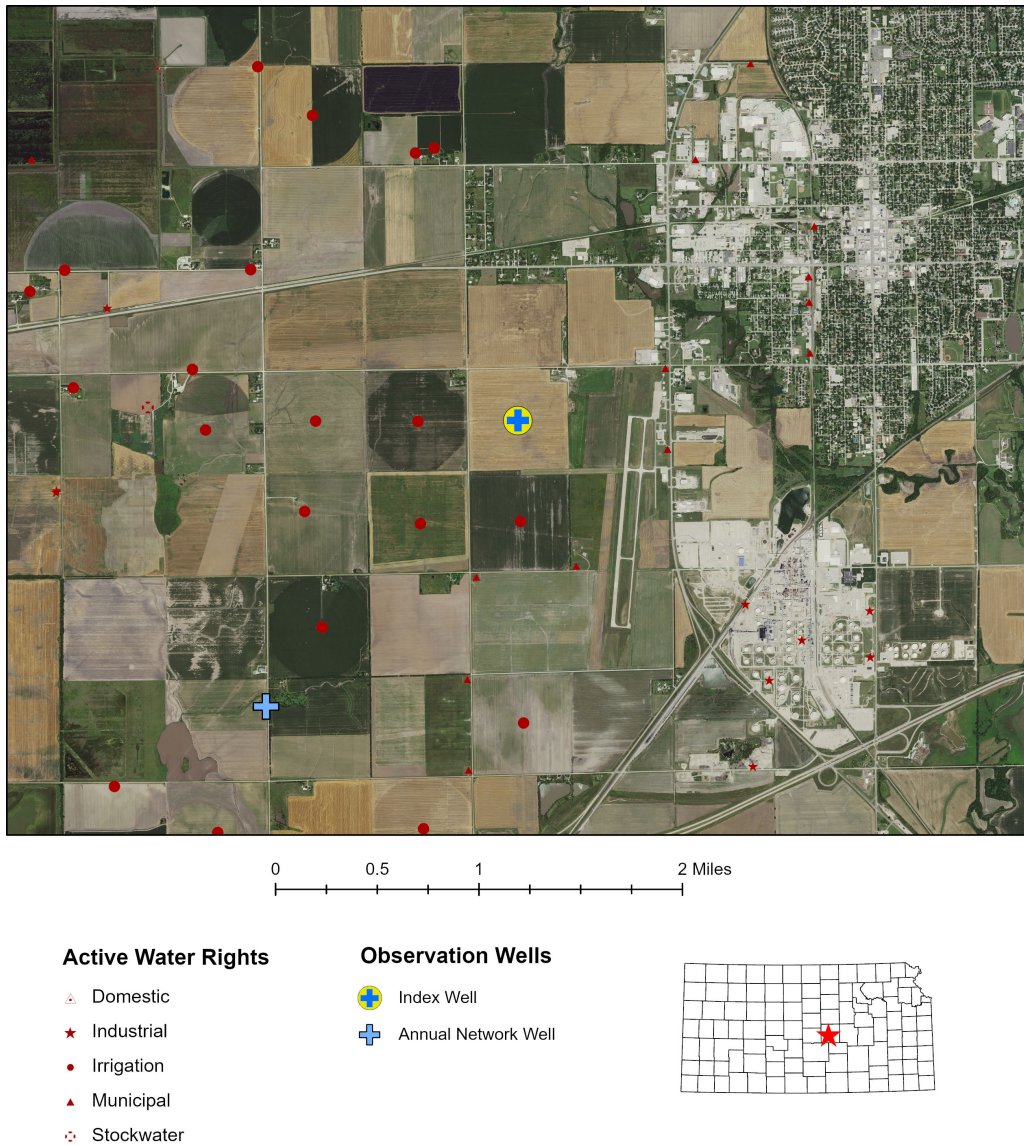 0 0.5 1 2 Miles
Active Water Rights
Domestic
Industrial
Irrigation
Municipal
Stockwater
Observation Wells
Index Well
Annual Network Well